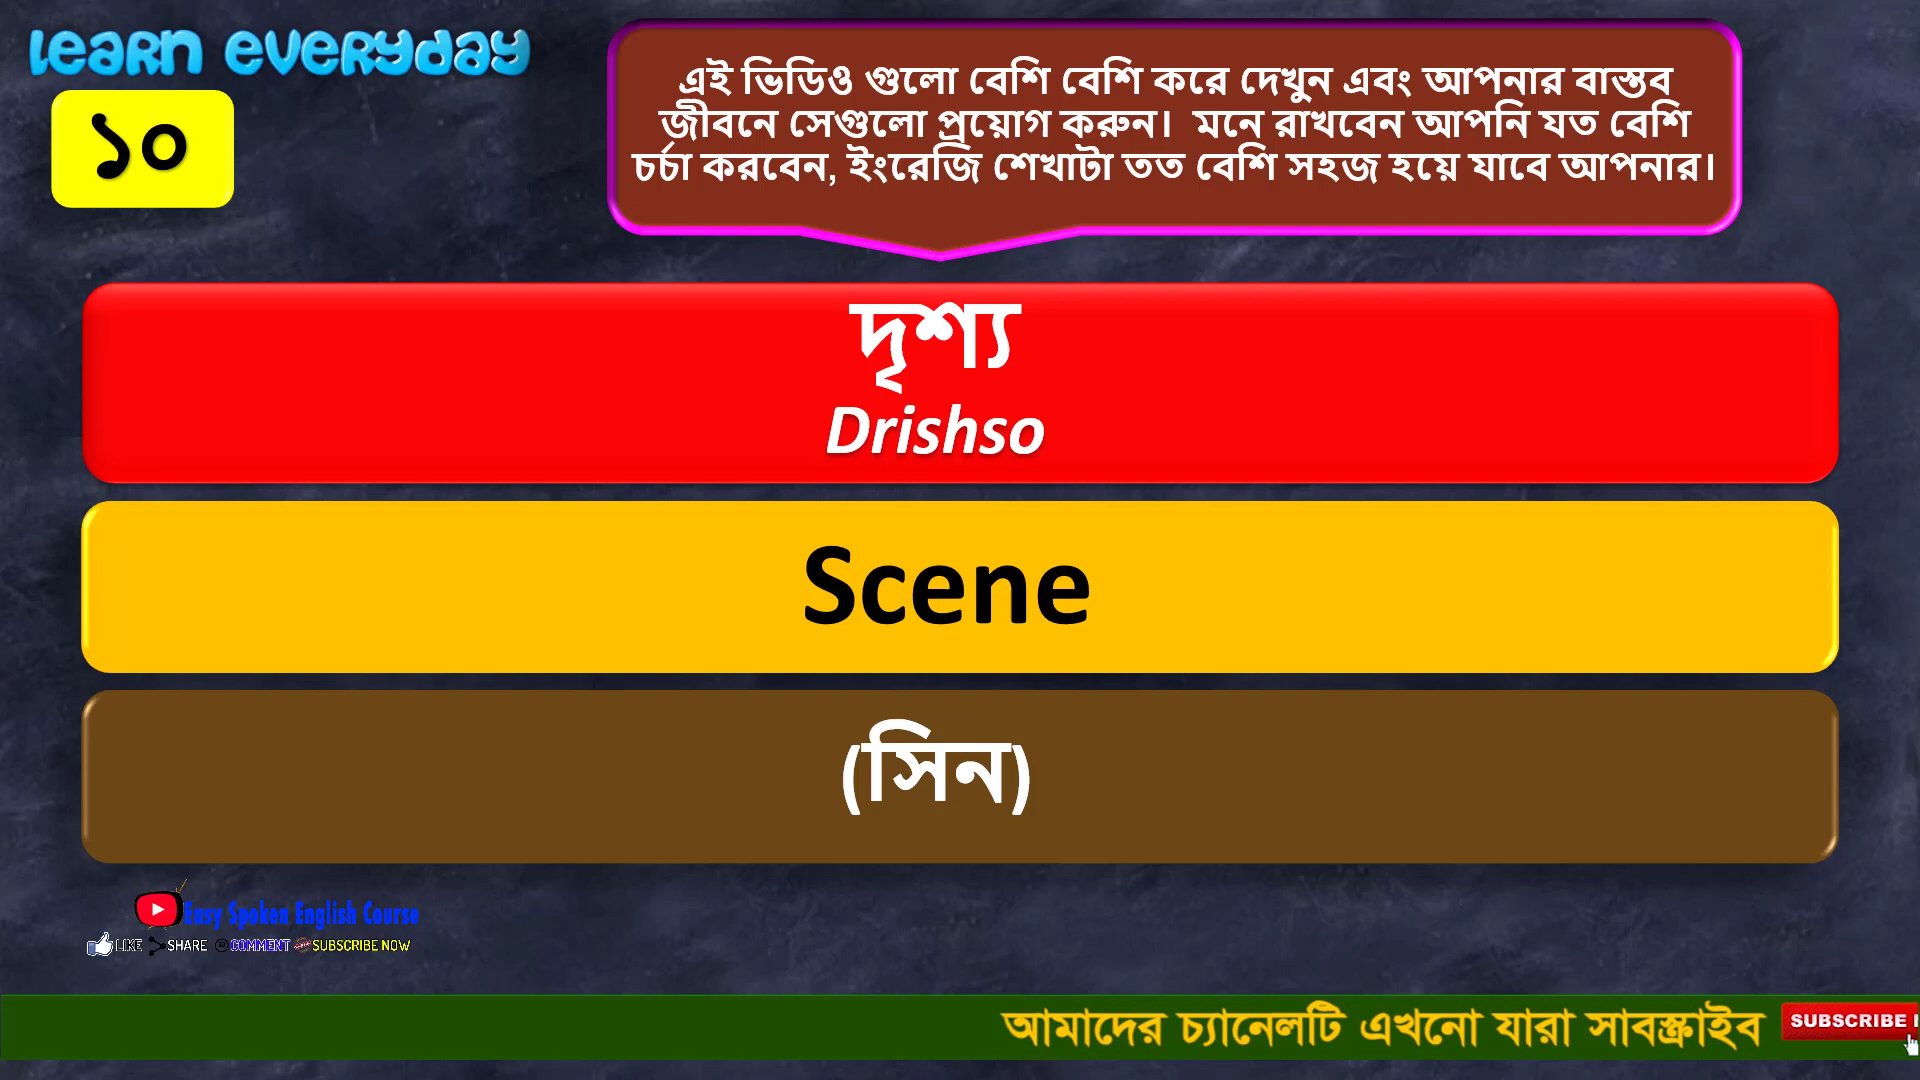 Learn Everyday
১০
এই ভিডিও গুলো বেশি বেশি করে দেখুন এবং আপনার বাস্তব
জীবনে সেগুলো প্রয়োগ করুন। মনে রাখবেন আপনি যত বেশি
চর্চা করবেন, ইংরেজি শেখাটা তত বেশি সহজ হয়ে যাবে আপনার।
দৃশ্য
Drishso
Scene
(সিন)
Easy Spoken English Course
LIKE SHARE COMMENT SUBSCRIBE NOW
আমাদের চ্যানেলটি এখনো যারা সাবস্ক্রাইব
SUBSCRIBE